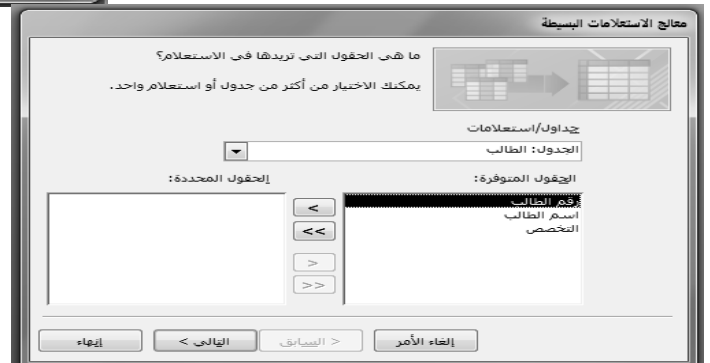 معالج الاستعلامات البسيطة
ما هي الحقول التي تريدها في الاستعلام؟
يمكنك الاختيار من أكثر من جدول أو استعلام واحد.
جداول/استعلامات
الجدول: الطالب
الحقول المتوفرة:
الحقول المحددة:
رقم الطالب
اسم الطالب
التخصص
>
>>
<
<<
إلغاء الأمر
< السابق
التالي >
إنهاء